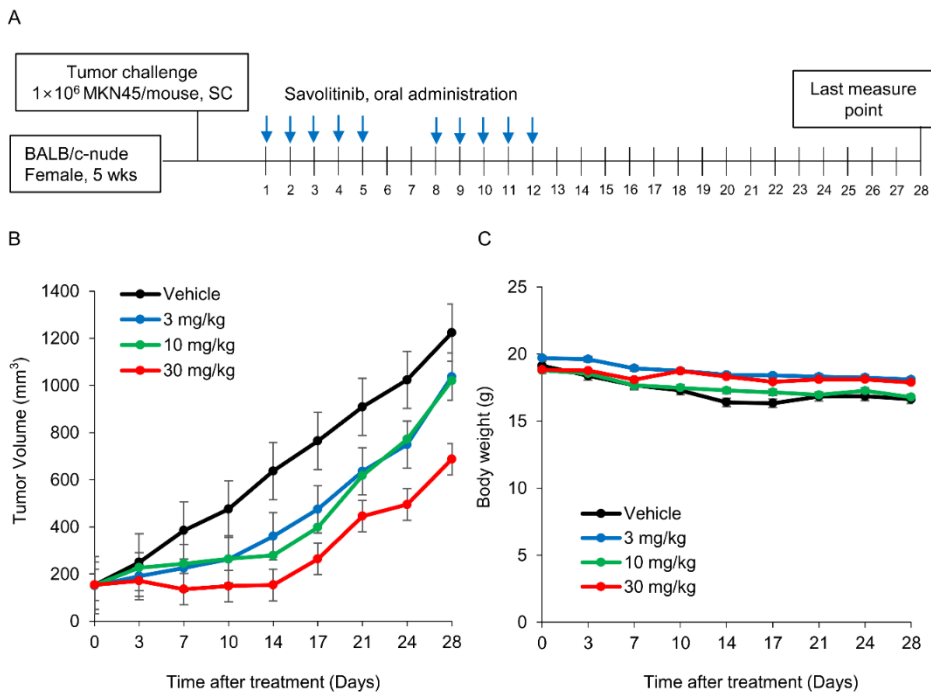 A
Tumor challenge
1×10⁶ MKN45/mouse, SC
Savolitinib, oral administration
Last measure
point
BALB/c-nude
Female, 5 wks
1 2 3 4 5 6 7 8 9 10 11 12 13 14 15 16 17 18 19 20 21 22 23 24 25 26 27 28
B
1400
1200
1000
800
600
400
200
0
Tumor Volume (mm³)
Vehicle
3 mg/kg
10 mg/kg
30 mg/kg
0 3 7 10 14 17 21 24 28
Time after treatment (Days)
C
25
20
15
10
5
0
Body weight (g)
Vehicle
3 mg/kg
10 mg/kg
30 mg/kg
0 3 7 10 14 17 21 24 28
Time after treatment (Days)